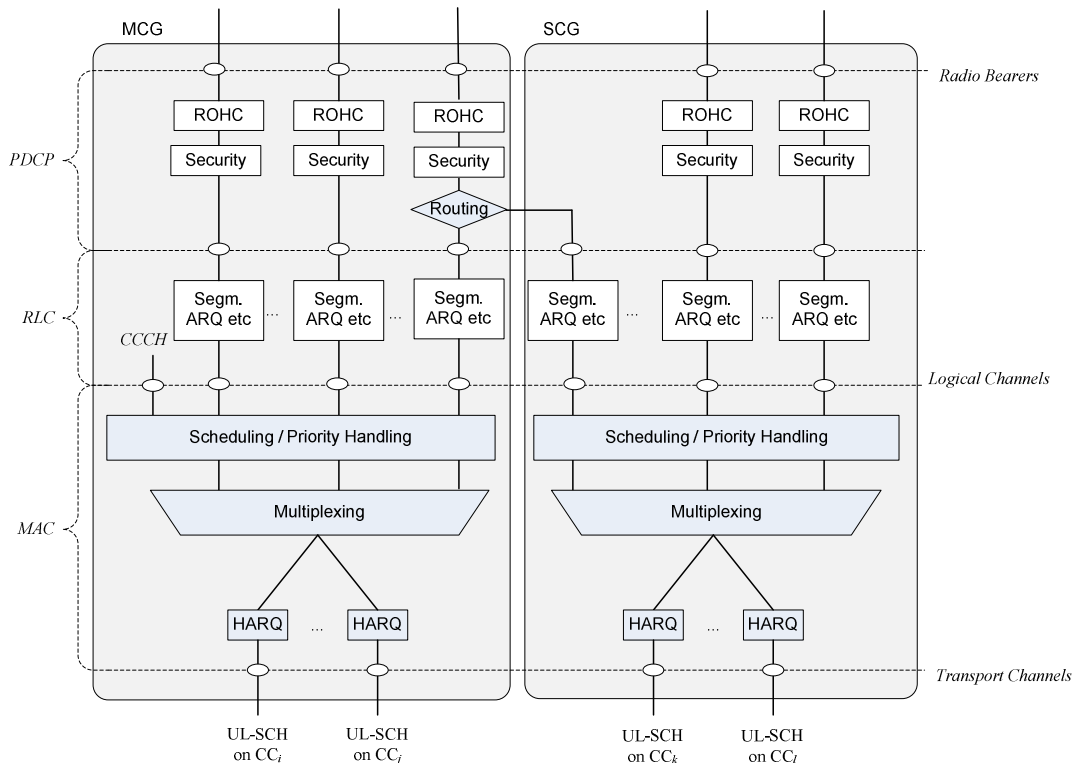 MCG
SCG
Radio Bearers
ROHC
ROHC
ROHC
ROHC
ROHC
PDCP
Security
Security
Security
Security
Security
Routing
Segm.
ARQ etc
...
Segm.
ARQ etc
...
Segm.
ARQ etc
Segm.
ARQ etc
...
Segm.
ARQ etc
...
Segm.
ARQ etc
RLC
CCCH
Logical Channels
Scheduling / Priority Handling
Scheduling / Priority Handling
Multiplexing
Multiplexing
MAC
HARQ
...
HARQ
HARQ
...
HARQ
Transport Channels
UL-SCH
on CCi
UL-SCH
on CCj
UL-SCH
on CCk
UL-SCH
on CCl